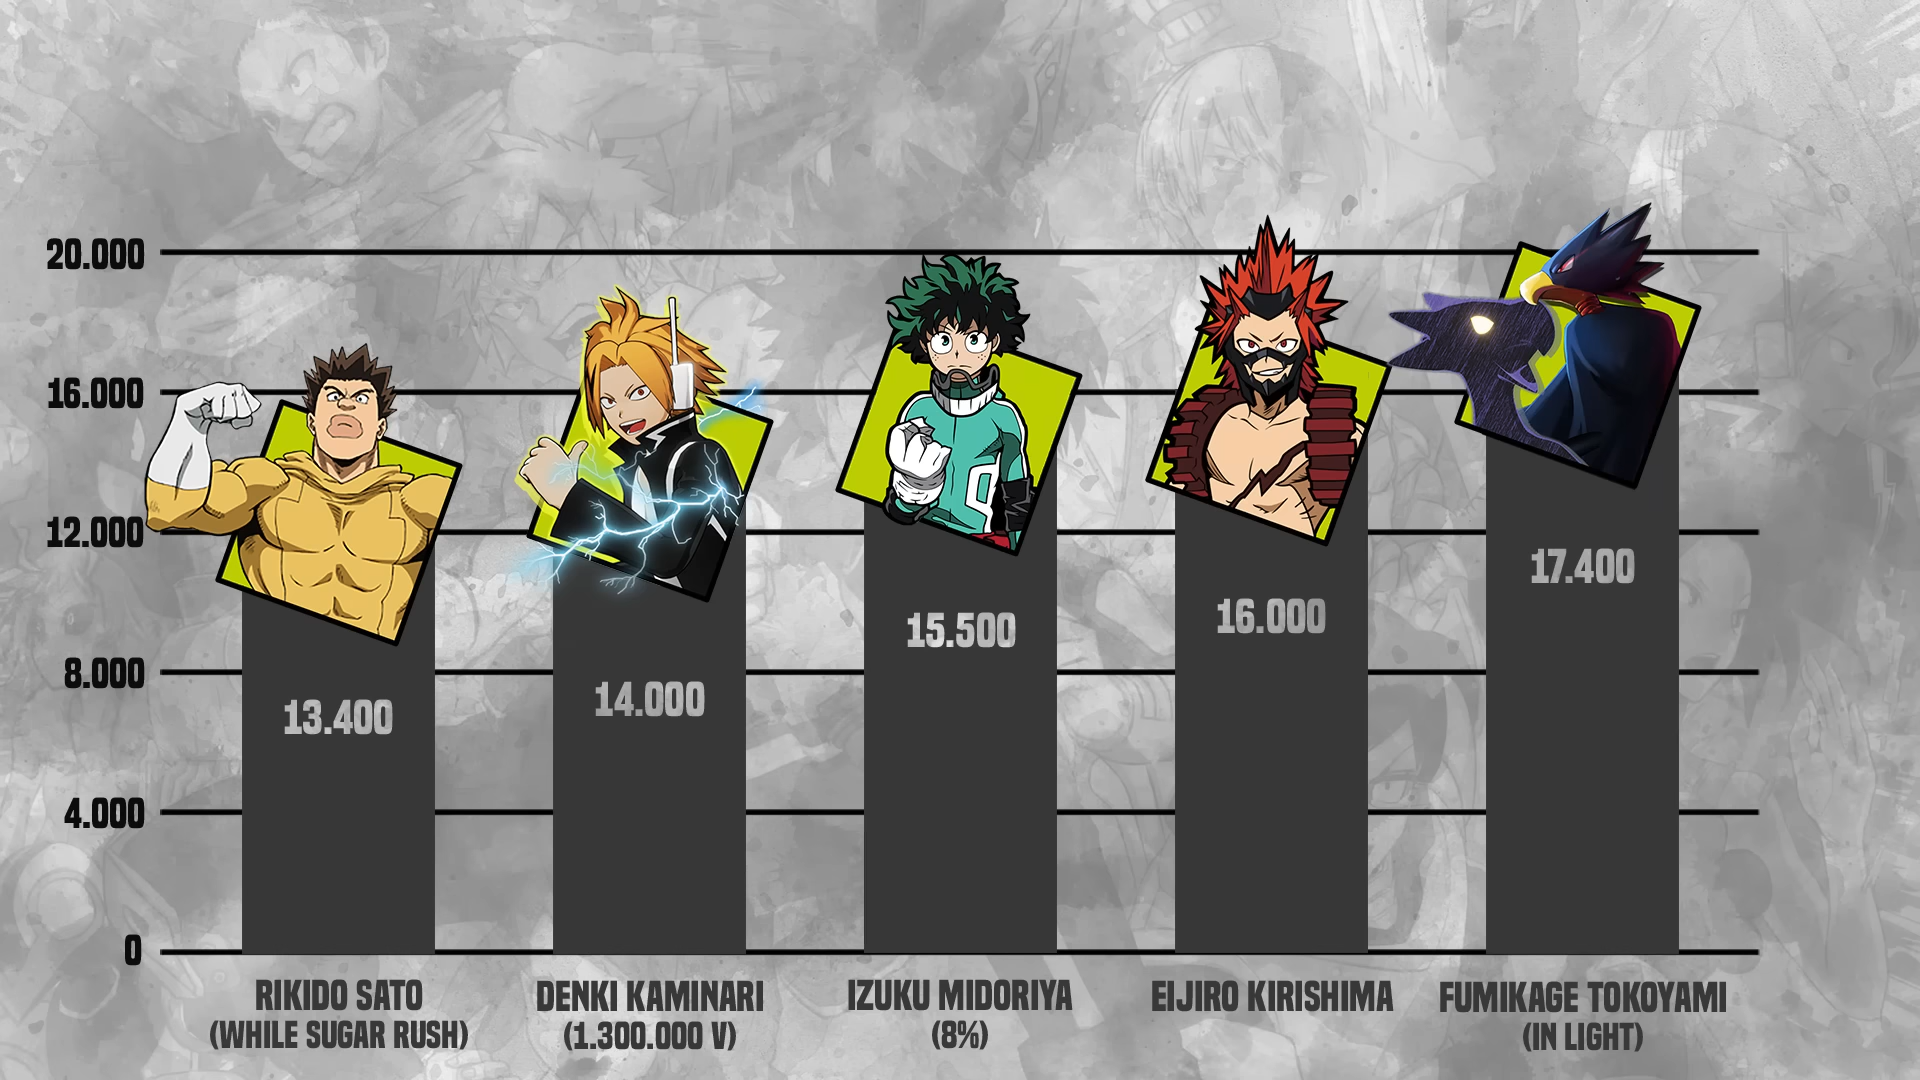 20.000
16.000
12.000
8.000
4.000
0
13.400
14.000
15.500
16.000
17.400
RIKIDO SATO
(WHILE SUGAR RUSH)
DENKI KAMINARI
(1.300.000 V)
IZUKU MIDORIYA
(8%)
EIJIRO KIRISHIMA
FUMIKAGE TOKOYAMI
(IN LIGHT)